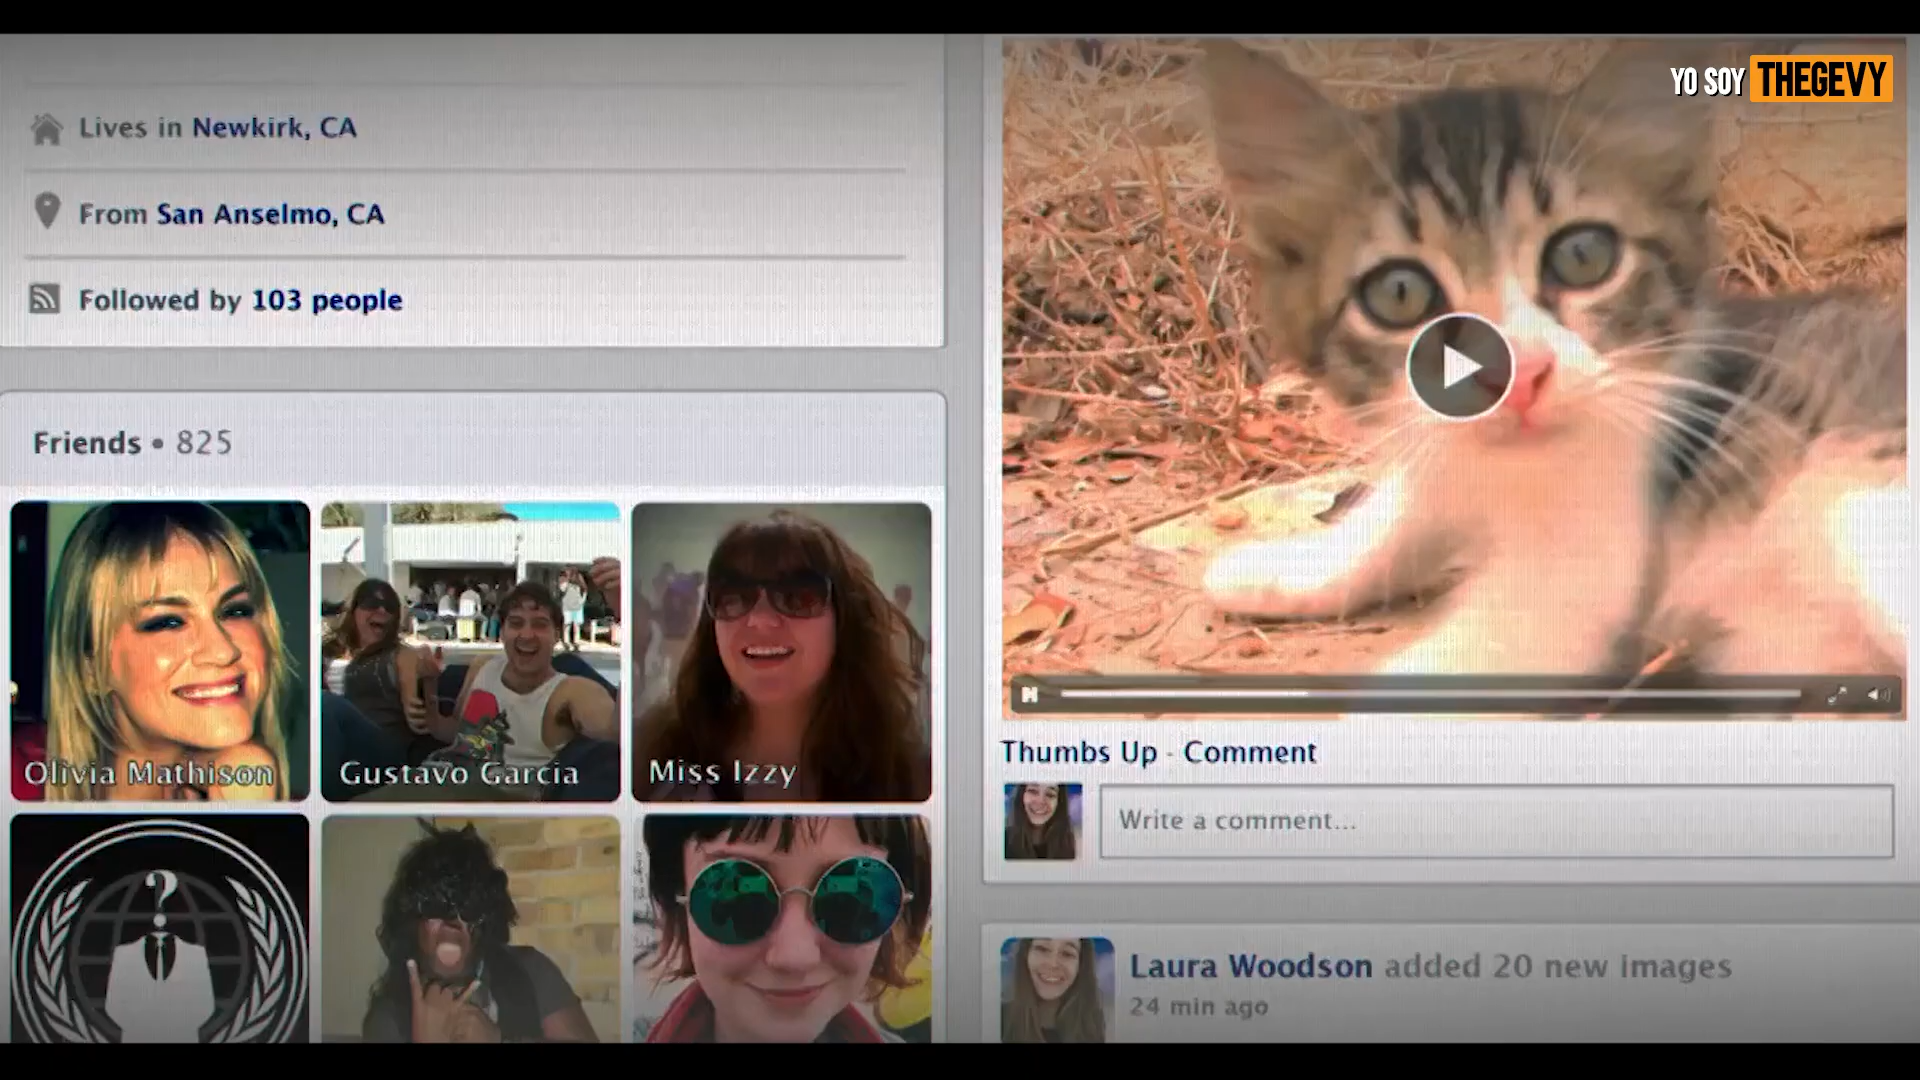 YO SOY THEGEVY
Lives in Newkirk, CA
From San Anselmo, CA
Followed by 103 people
Friends • 825
Olivia Mathison
Gustavo Garcia
Miss Izzy
?
Thumbs Up - Comment
Write a comment...
Laura Woodson added 20 new images
24 min ago